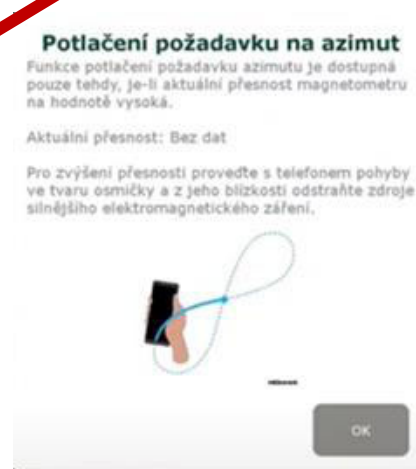 Potlačení požadavku na azimut
Funkce potlačení požadavku azimutu je dostupná
pouze tehdy, je-li aktuální přesnost magnetometru
na hodnotě vysoká.
Aktuální přesnost: Bez dat
Pro zvýšení přesnosti proveďte s telefonem pohyby
ve tvaru osmičky a z jeho blízkosti odstraňte zdroje
silnějšího elektromagnetického záření.
OK